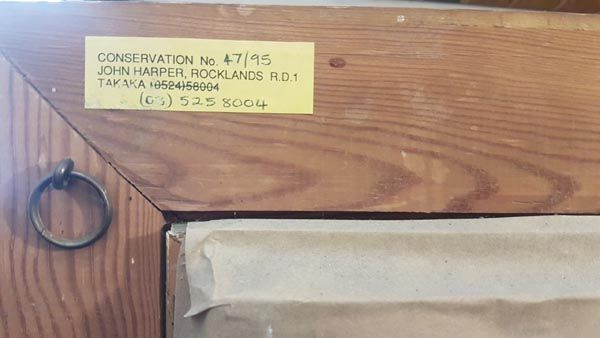 CONSERVATION No. 47/95
JOHN HARPER, ROCKLANDS R.D.1
TAKAKA (0524)58004
(03) 525 8004